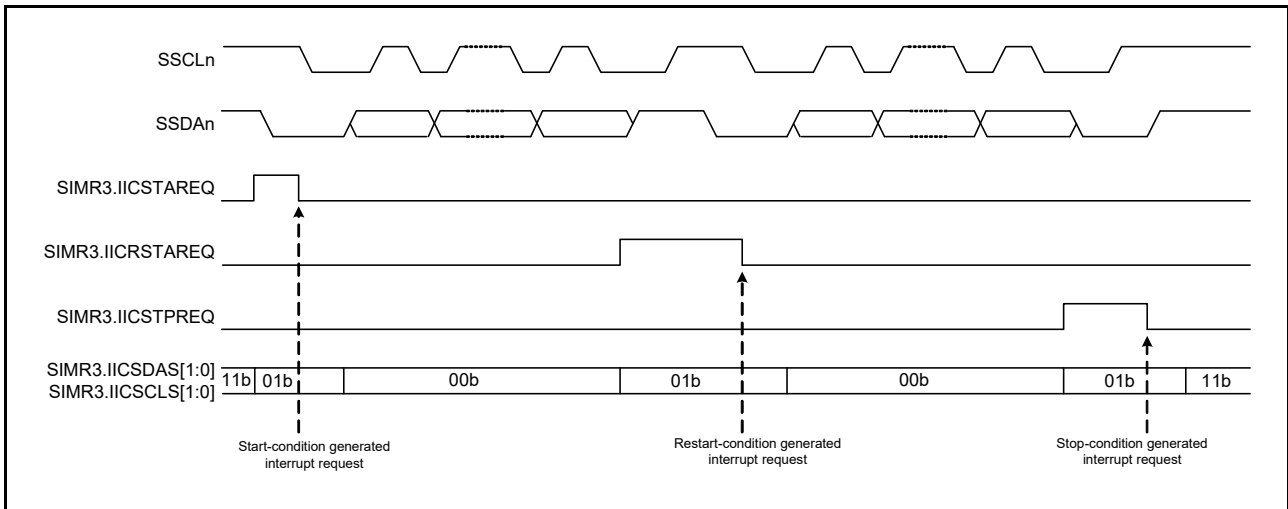 SSCLn
SSDAn
SIMR3.IICSTAREQ
SIMR3.IICRSTAREQ
SIMR3.IICSTPREQ
SIMR3.IICSDAS[1:0]
SIMR3.IICSCLS[1:0]
11b 01b 00b 01b 00b 01b 11b
Start-condition generated
interrupt request
Restart-condition generated
interrupt request
Stop-condition generated
interrupt request